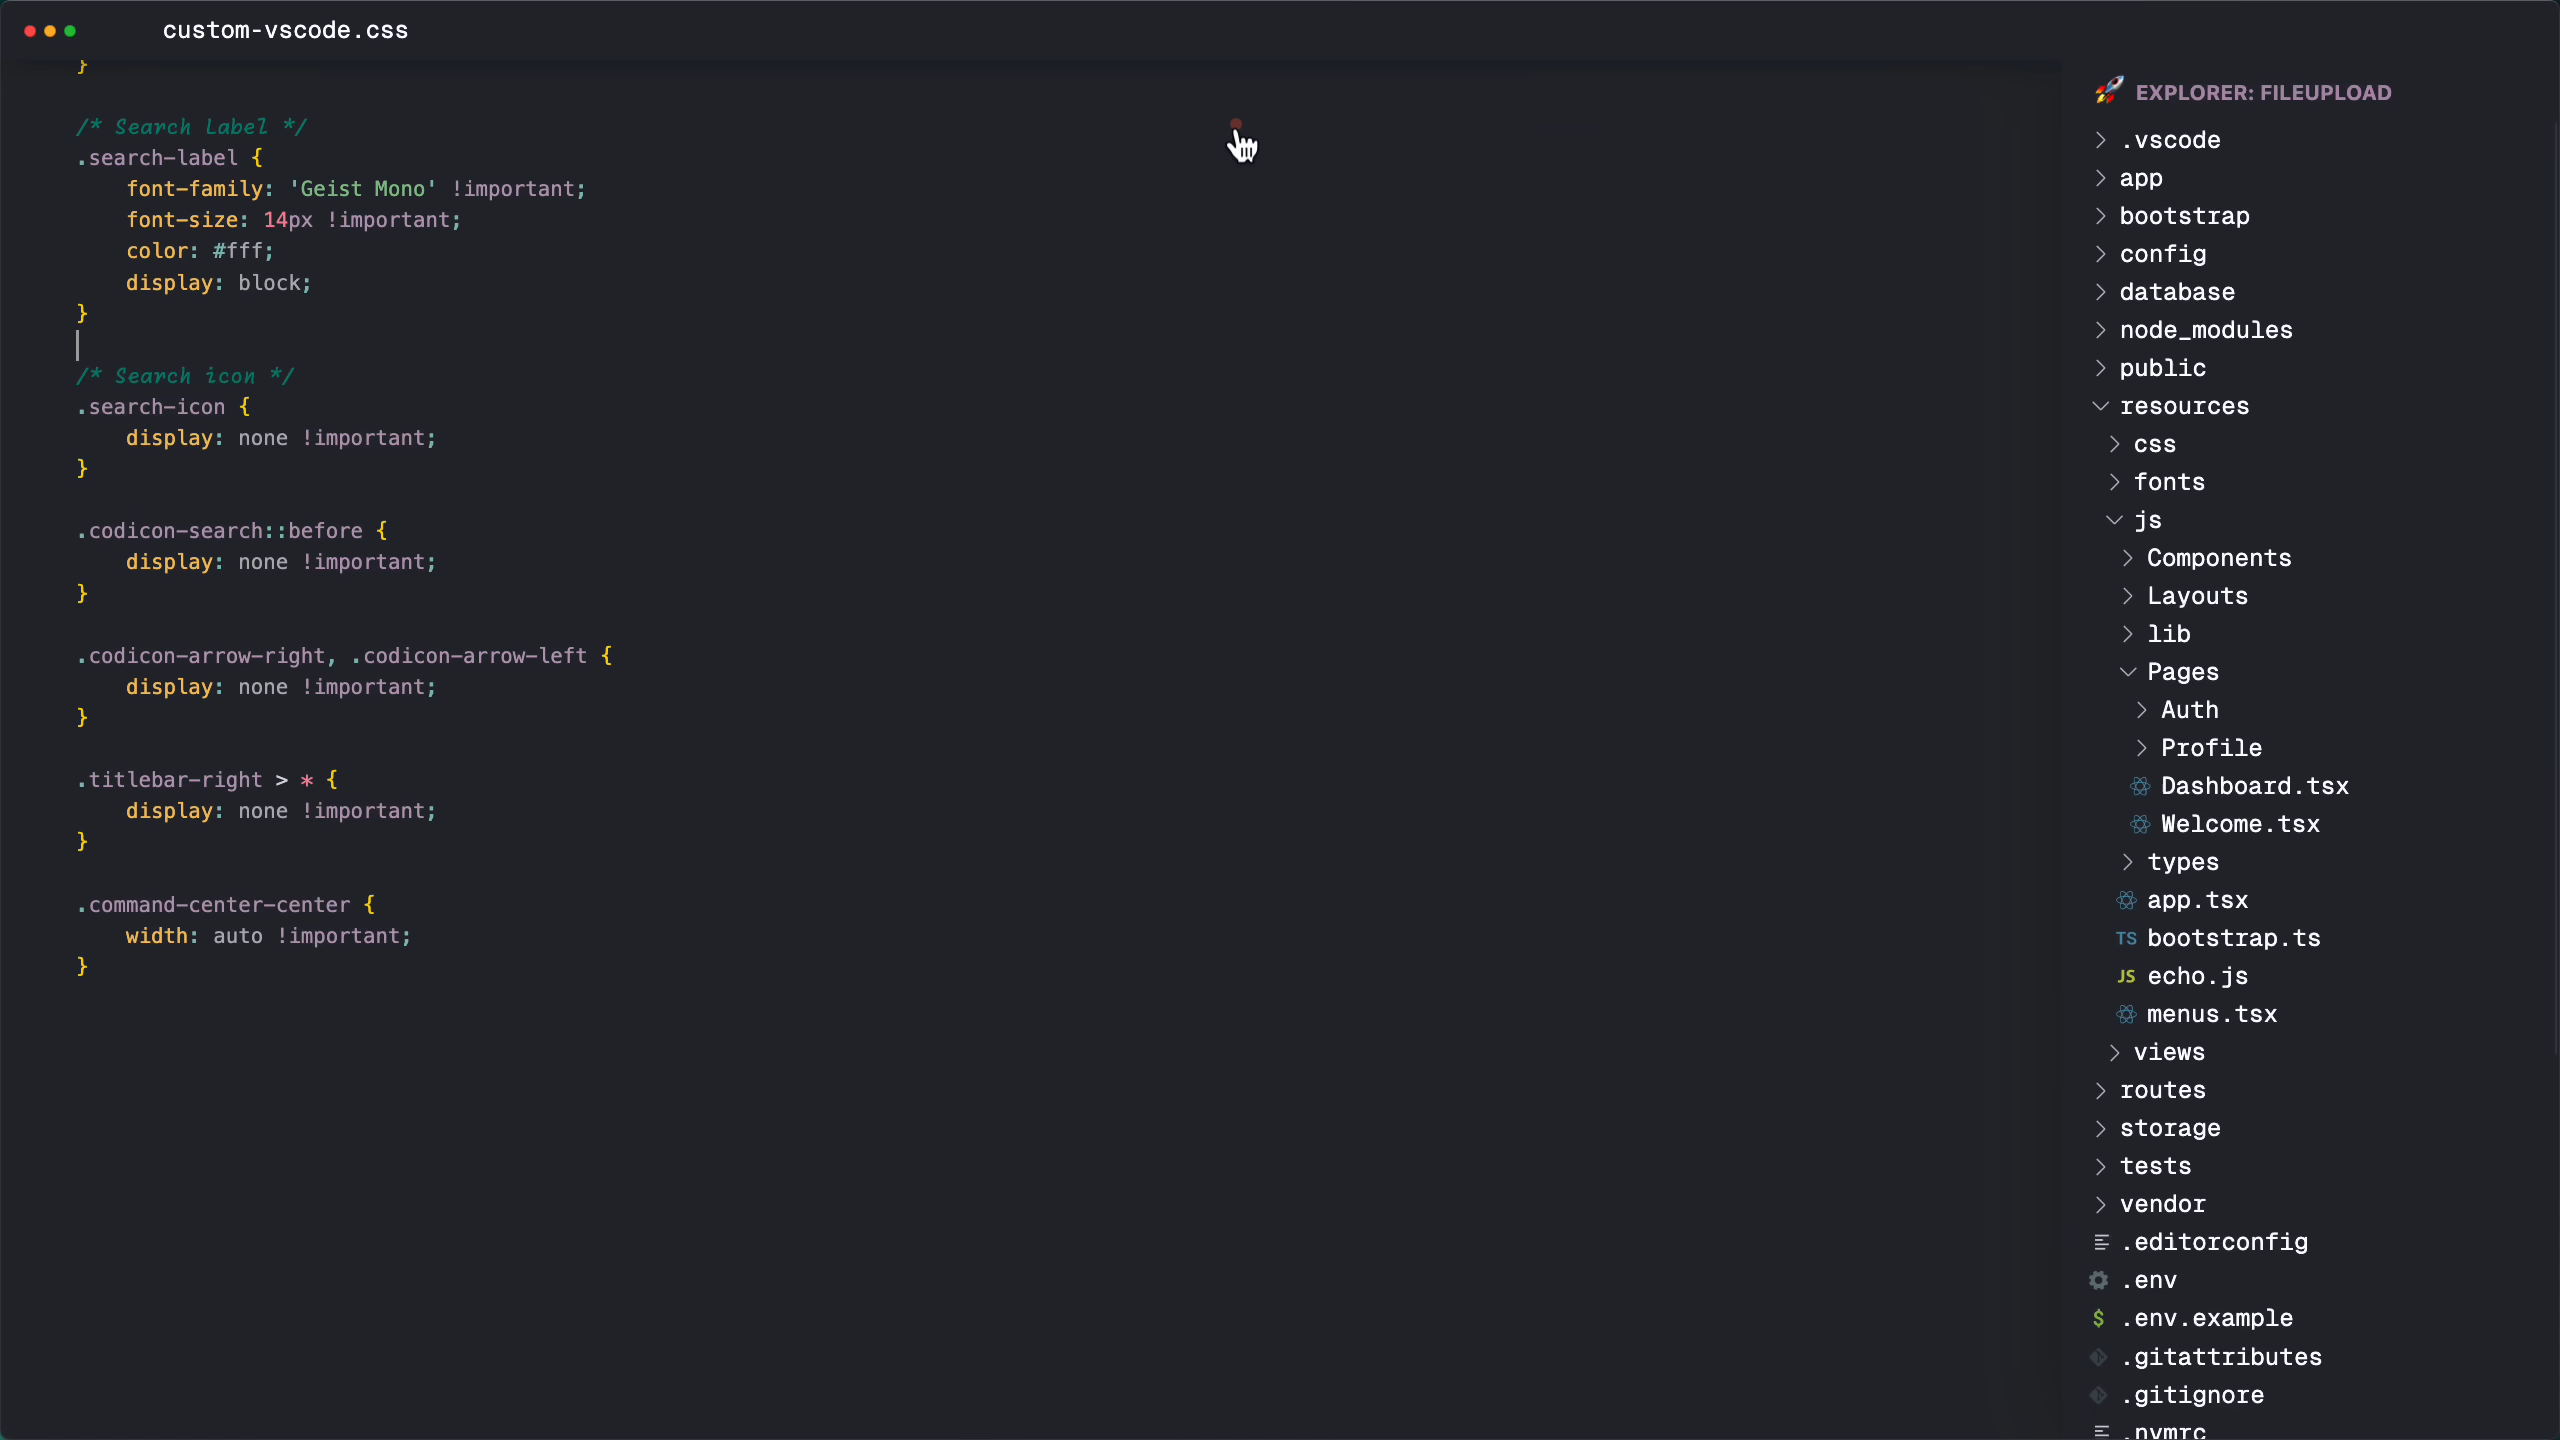 custom-vscode.css
}
/* Search Label */
.search-label {
    font-family: 'Geist Mono' !important;
    font-size: 14px !important;
    color: #fff;
    display: block;
}
/* Search icon */
.search-icon {
    display: none !important;
}
.codicon-search::before {
    display: none !important;
}
.codicon-arrow-right, .codicon-arrow-left {
    display: none !important;
}
.titlebar-right > * {
    display: none !important;
}
.command-center-center {
    width: auto !important;
}
🚀 EXPLORER: FILEUPLOAD
.vscode
app
bootstrap
config
database
node_modules
public
resources
css
fonts
js
Components
Layouts
lib
Pages
Auth
Profile
Dashboard.tsx
Welcome.tsx
types
app.tsx
TS bootstrap.ts
JS echo.js
menus.tsx
views
routes
storage
tests
vendor
.editorconfig
.env
$ .env.example
.gitattributes
.gitignore
.nvmrc